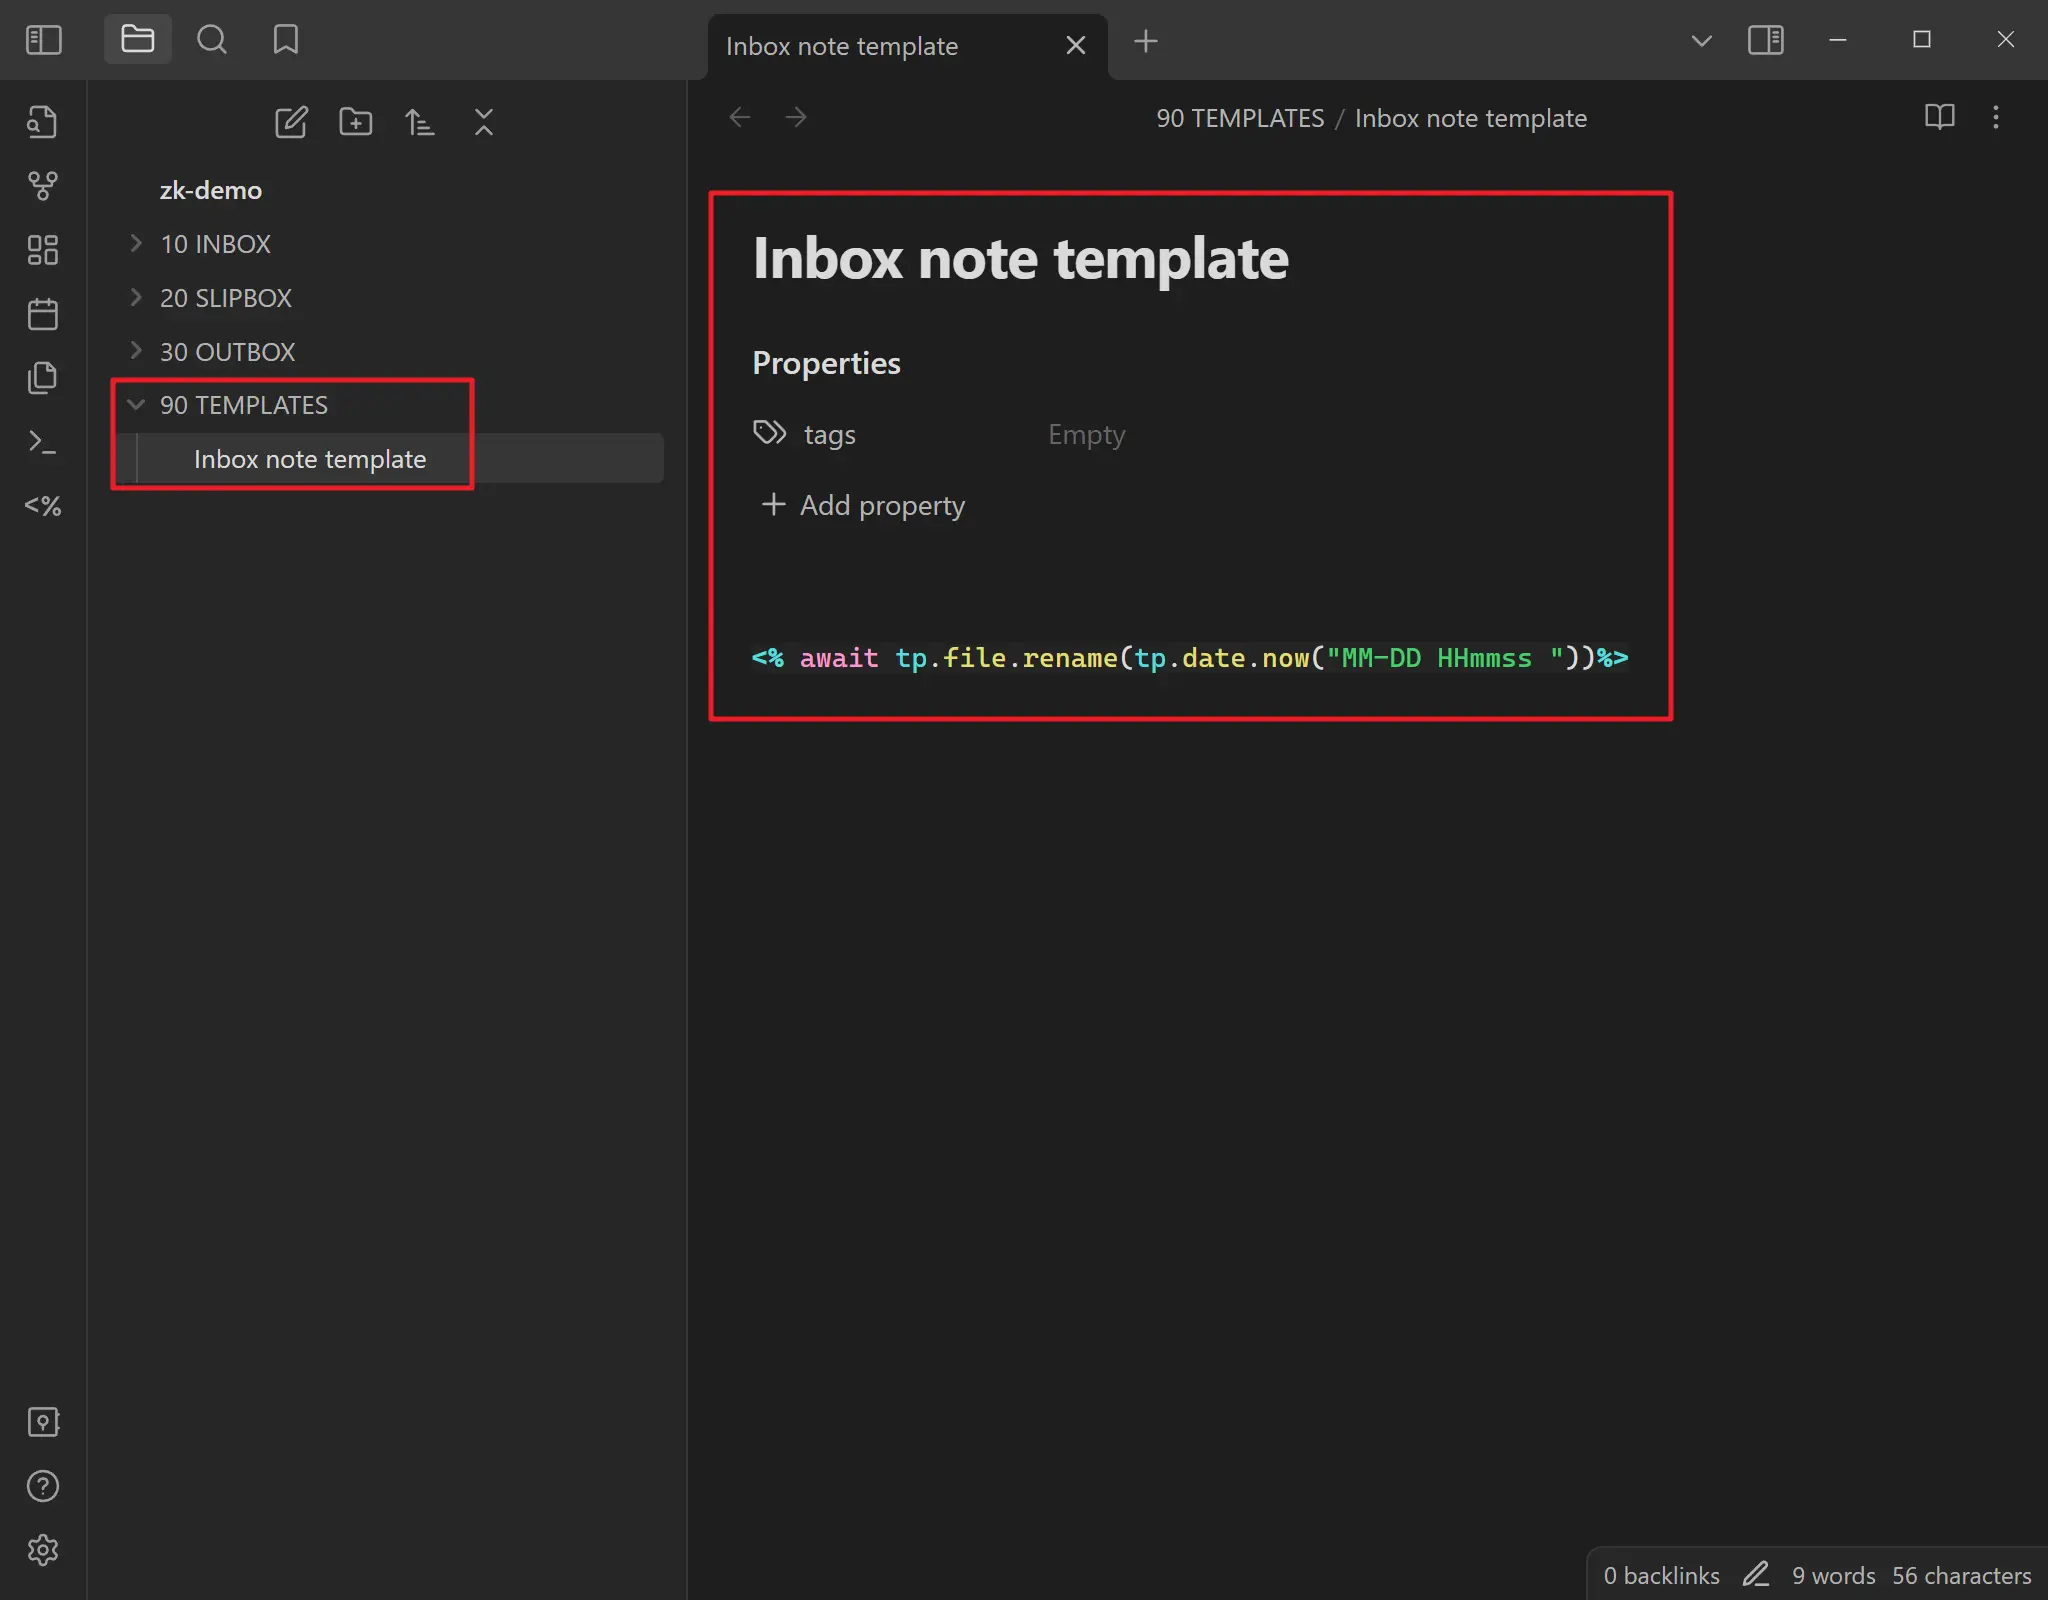 Inbox note template
90 TEMPLATES / Inbox note template
zk-demo
10 INBOX
20 SLIPBOX
30 OUTBOX
90 TEMPLATES
Inbox note template
<%
Inbox note template
Properties
tags Empty
Add property
<% await tp.file.rename(tp.date.now("MM-DD HHmmss "))%>
0 backlinks 9 words 56 characters